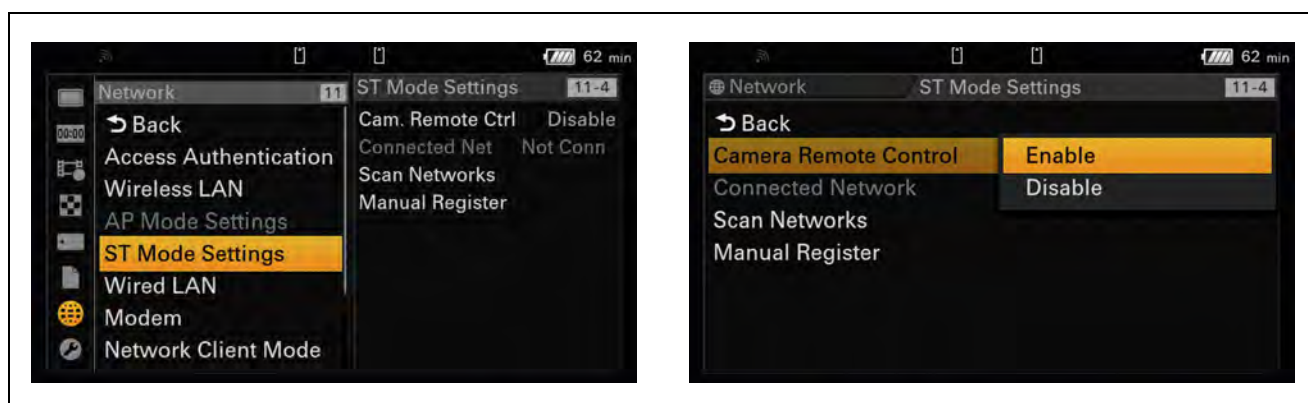 62 min
Network 11
Back
Access Authentication
Wireless LAN
AP Mode Settings
ST Mode Settings
Wired LAN
Modem
Network Client Mode
00:00
ST Mode Settings 11-4
Cam. Remote Ctrl Disable
Connected Net Not Conn
Scan Networks
Manual Register
62 min
Network ST Mode Settings 11-4
Back
Camera Remote Control
Connected Network
Scan Networks
Manual Register
Enable
Disable